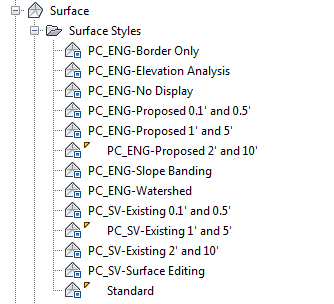 Surface
Surface Styles
PC_ENG-Border Only
PC_ENG-Elevation Analysis
PC_ENG-No Display
PC_ENG-Proposed 0.1' and 0.5'
PC_ENG-Proposed 1' and 5'
PC_ENG-Proposed 2' and 10'
PC_ENG-Slope Banding
PC_ENG-Watershed
PC_SV-Existing 0.1' and 0.5'
PC_SV-Existing 1' and 5'
PC_SV-Existing 2' and 10'
PC_SV-Surface Editing
Standard